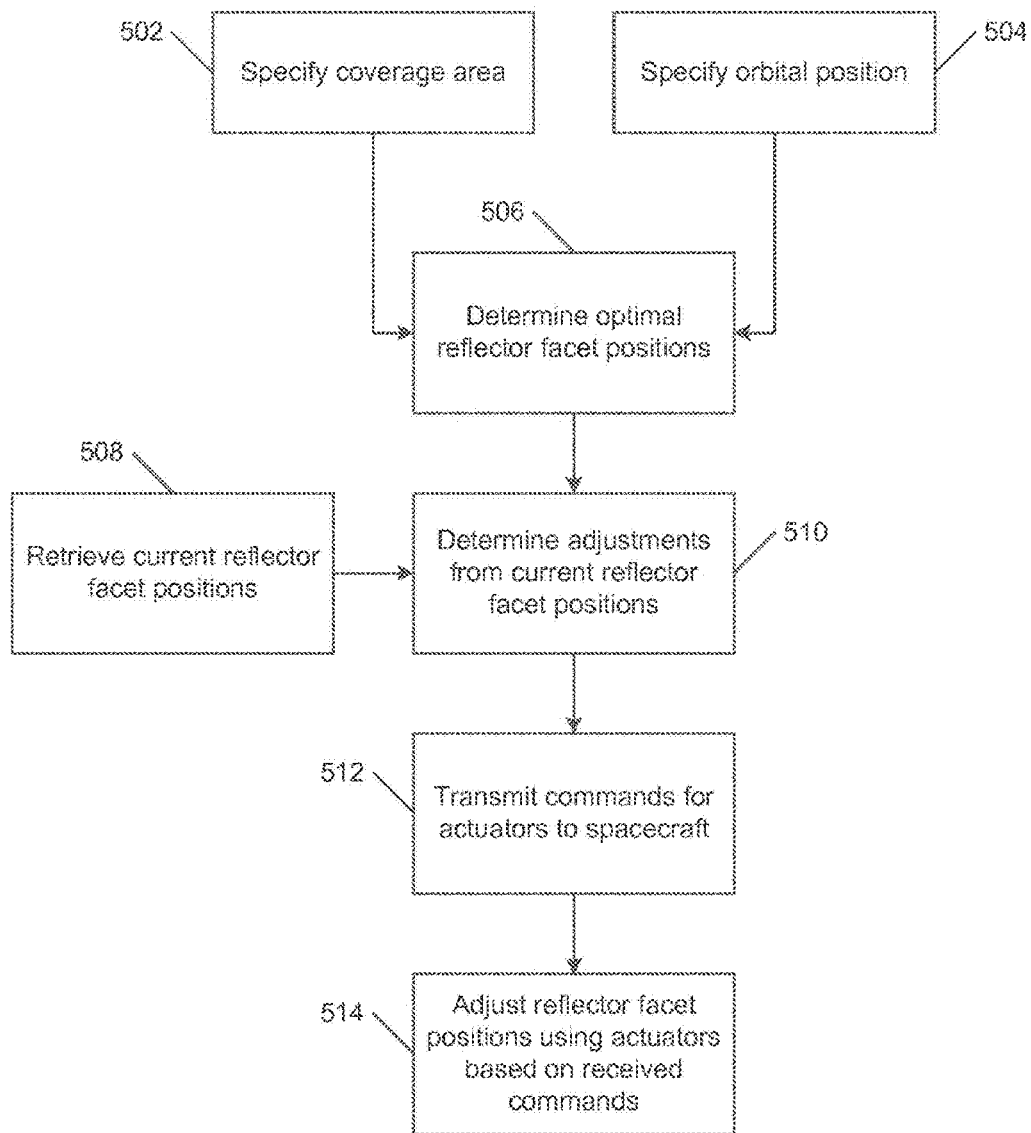 502
Specify coverage area
504
Specify orbital position
506
Determine optimal
reflector facet positions
508
Retrieve current reflector
facet positions
510
Determine adjustments
from current reflector
facet positions
512
Transmit commands for
actuators to spacecraft
514
Adjust reflector facet
positions using actuators
based on received
commands